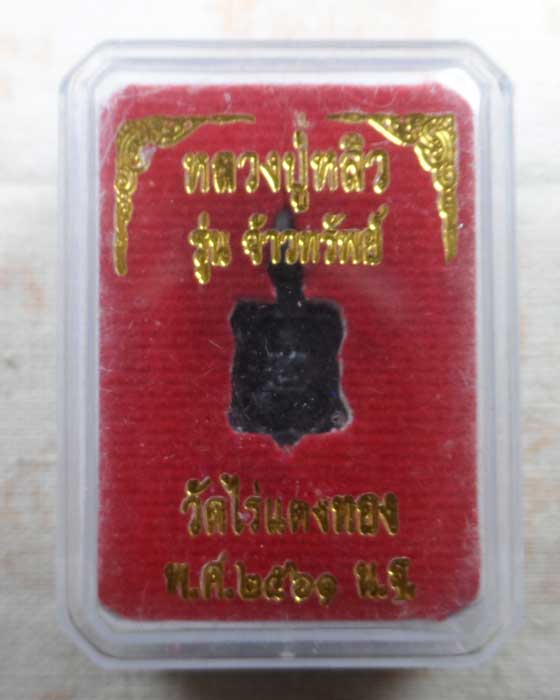 หลวงปู่หลิว
รุ่น จ้าวทรัพย์
วัดไร่แตงทอง
พ.ศ.๒๕๖๑ น.ฐ.